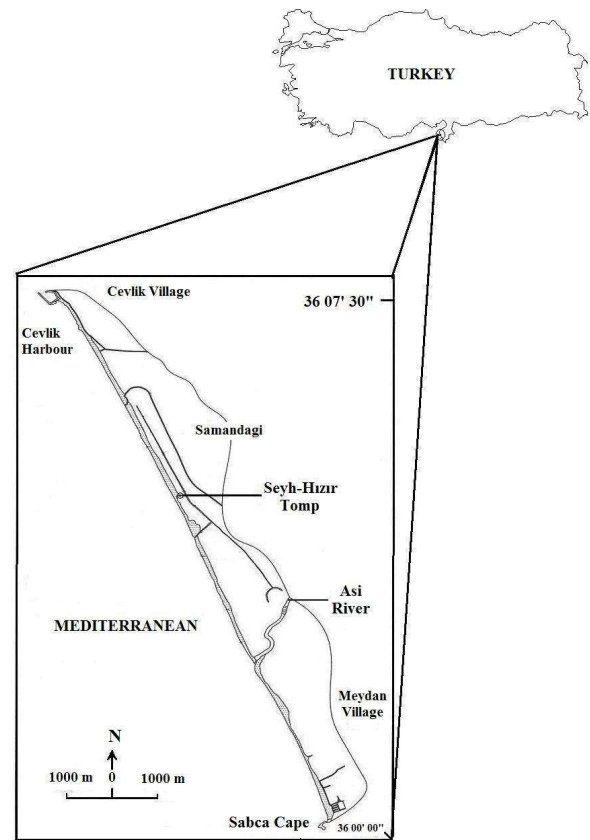 TURKEY
Cevlik Village
36 07' 30"
Cevlik
Harbour
Samandagi
Seyh-Hızır
Tomp
Asi
River
MEDITERRANEAN
Meydan
Village
N
1000 m 0 1000 m
Sabca Cape
36 00' 00"